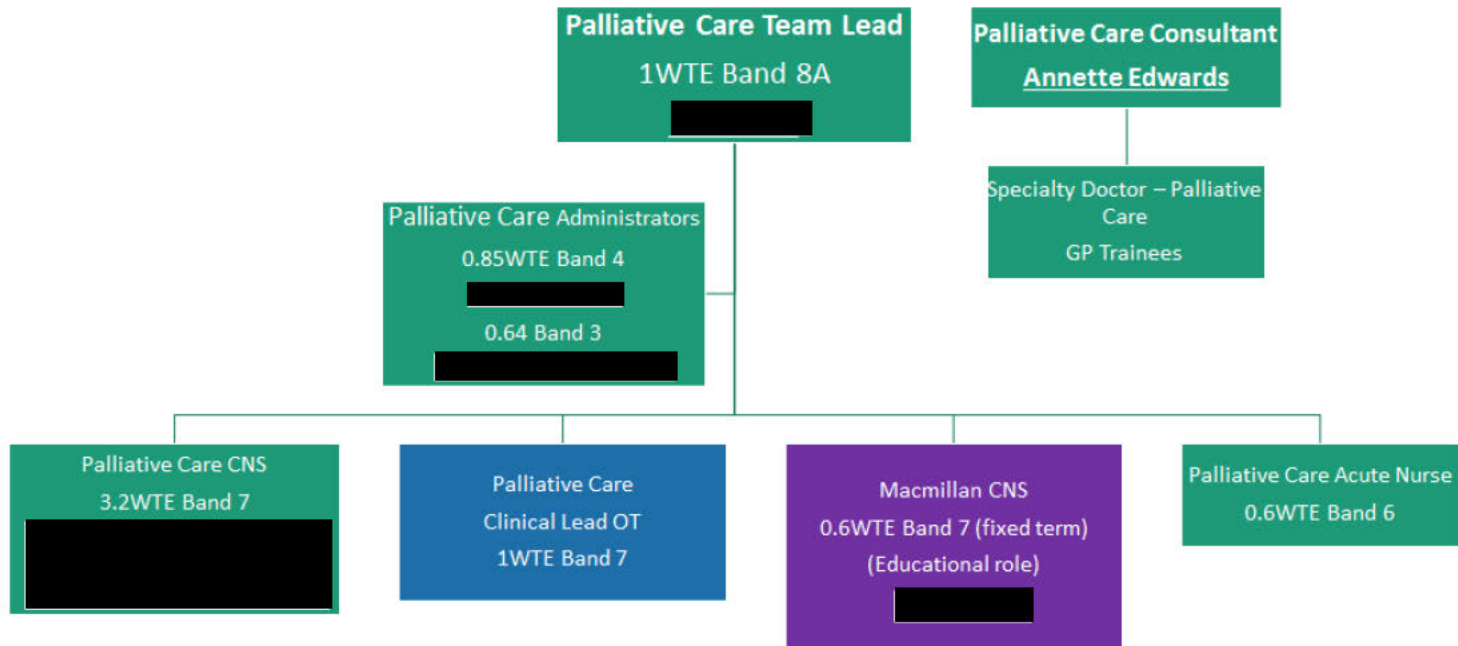 Palliative Care Team Lead
1WTE Band 8A
Palliative Care Consultant
Annette Edwards
Specialty Doctor – Palliative
Care
GP Trainees
Palliative Care Administrators
0.85WTE Band 4
0.64 Band 3
Palliative Care CNS
3.2WTE Band 7
Palliative Care
Clinical Lead OT
1WTE Band 7
Macmillan CNS
0.6WTE Band 7 (fixed term)
(Educational role)
Palliative Care Acute Nurse
0.6WTE Band 6